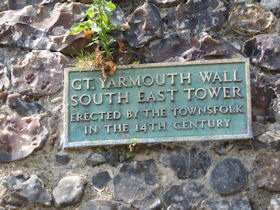 GT. YARMOUTH WALL
SOUTH EAST TOWER
ERECTED BY THE TOWNSFOLK
IN THE 14TH CENTURY